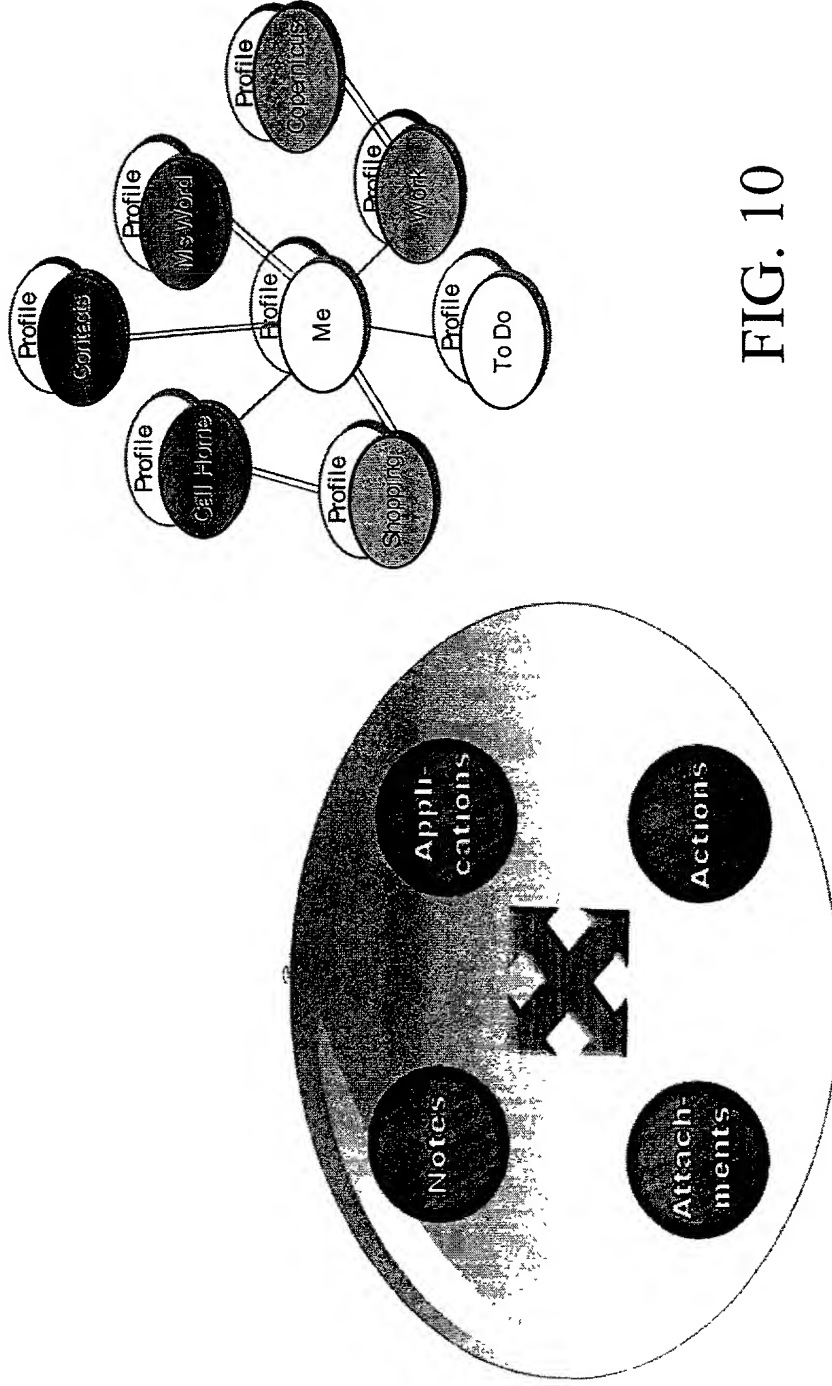 Notes
Appli-
cations
Attach-
ments
Actions
Profile
Contacts
Profile
Call Home
Profile
Ms Word
Profile
Me
Profile
Copernicus
Profile
Shopping
Profile
Work
Profile
To Do
FIG. 10